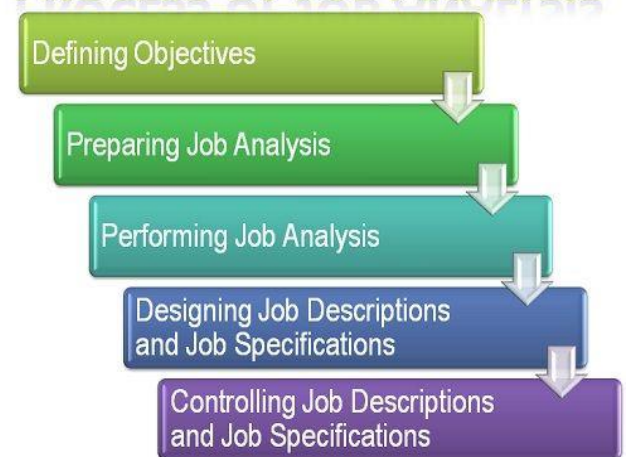 Defining Objectives
Preparing Job Analysis
Performing Job Analysis
Designing Job Descriptions
and Job Specifications
Controlling Job Descriptions
and Job Specifications